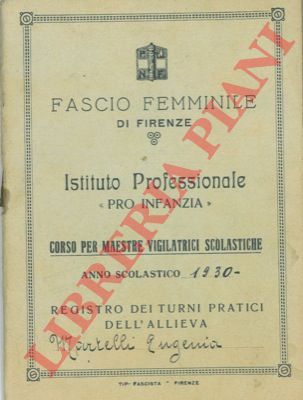 FASCIO FEMMINILE
DI FIRENZE
Istituto Professionale
« PRO INFANZIA »
CORSO PER MAESTRE VIGILATRICI SCOLASTICHE
ANNO SCOLASTICO 1930-
REGISTRO DEI TURNI PRATICI
DELL'ALLIEVA
Martelli Eugenia
TIP. FASCISTA - FIRENZE
LIBRERIA PIANI